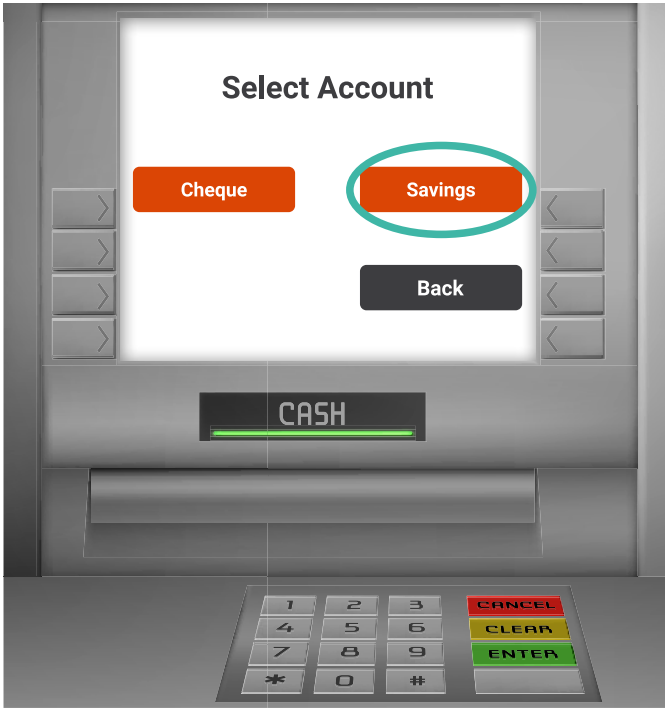 Select Account
Cheque Savings
Back
CASH
1 2 3 CANCEL
4 5 6 CLEAR
7 8 9 ENTER
* 0 #